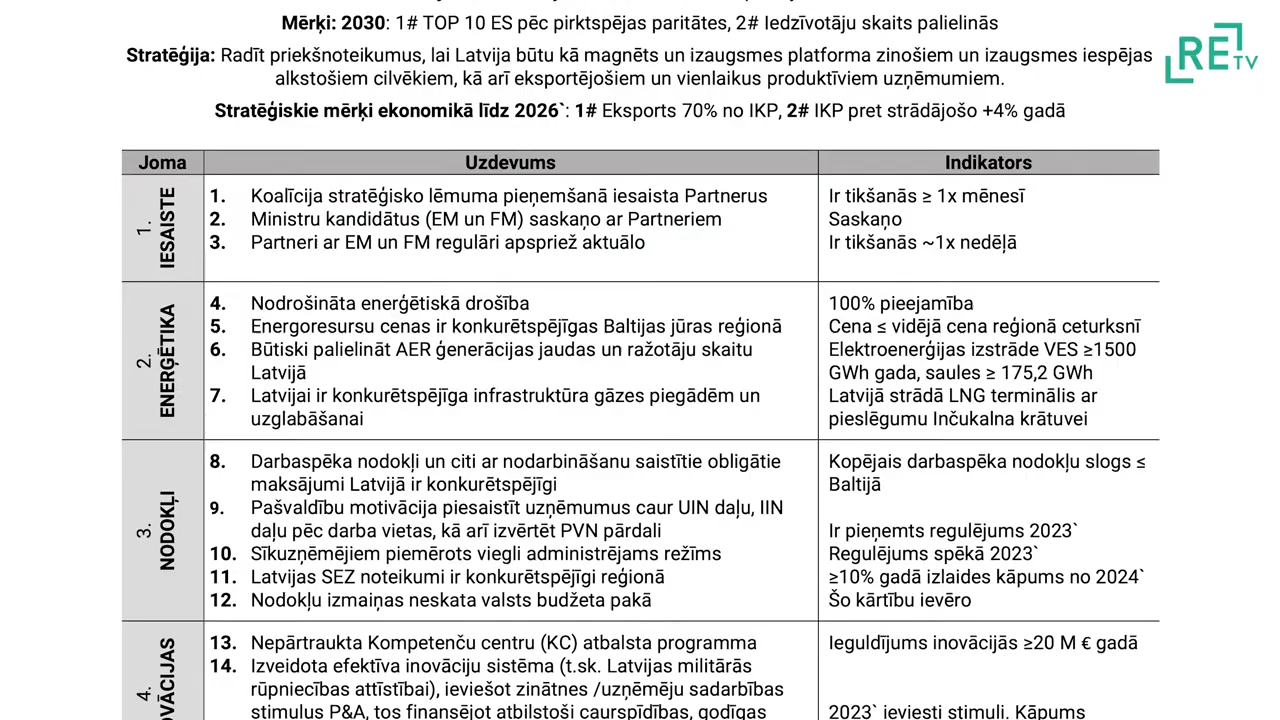 Mērķi: 2030: 1# TOP 10 ES pēc pirktspējas paritātes, 2# Iedzīvotāju skaits palielinās
Stratēģija: Radīt priekšnoteikumus, lai Latvija būtu kā magnēts un izaugsmes platforma zinošiem un izaugsmes iespējas
alkstošiem cilvēkiem, kā arī eksportējošiem un vienlaikus produktīviem uzņēmumiem.
Stratēģiskie mērķi ekonomikā līdz 2026`: 1# Eksports 70% no IKP, 2# IKP pret strādājošo +4% gadā
RE TV
Joma Uzdevums Indikators
1. IESAISTE
1. Koalīcija stratēģisko lēmuma pieņemšanā iesaista Partnerus Ir tikšanās ≥ 1x mēnesī
2. Ministru kandidātus (EM un FM) saskaņo ar Partneriem Saskaņo
3. Partneri ar EM un FM regulāri apspriež aktuālo Ir tikšanās ~1x nedēļā
2. ENERĢĒTIKA
4. Nodrošināta enerģētiskā drošība 100% pieejamība
5. Energoresursu cenas ir konkurētspējīgas Baltijas jūras reģionā Cena ≤ vidējā cena reģionā ceturksnī
6. Būtiski palielināt AER ģenerācijas jaudas un ražotāju skaitu Elektroenerģijas izstrāde VES ≥1500
Latvijā GWh gada, saules ≥ 175,2 GWh
7. Latvijai ir konkurētspējīga infrastruktūra gāzes piegādēm un Latvijā strādā LNG terminālis ar
uzglabāšanai pieslēgumu Inčukalna krātuvei
3. NODOKĻI
8. Darbaspēka nodokļi un citi ar nodarbināšanu saistītie obligātie Kopējais darbaspēka nodokļu slogs ≤
maksājumi Latvijā ir konkurētspējīgi Baltijā
9. Pašvaldību motivācija piesaistīt uzņēmumus caur UIN daļu, IIN
daļu pēc darba vietas, kā arī izvērtēt PVN pārdali Ir pieņemts regulējums 2023`
10. Sīkuzņēmējiem piemērots viegli administrējams režīms Regulējums spēkā 2023`
11. Latvijas SEZ noteikumi ir konkurētspējīgi reģionā ≥10% gadā izlaides kāpums no 2024`
12. Nodokļu izmaiņas neskata valsts budžeta pakā Šo kārtību ievēro
4. OVĀCIJAS
13. Nepārtraukta Kompetenču centru (KC) atbalsta programma Ieguldījums inovācijās ≥20 M € gadā
14. Izveidota efektīva inovāciju sistēma (t.sk. Latvijas militārās
rūpniecības attīstībai), ieviešot zinātnes /uzņēmēju sadarbības
stimulus P&A, tos finansējot atbilstoši caurspīdības, godīgas 2023` ieviesti stimuli. Kāpums